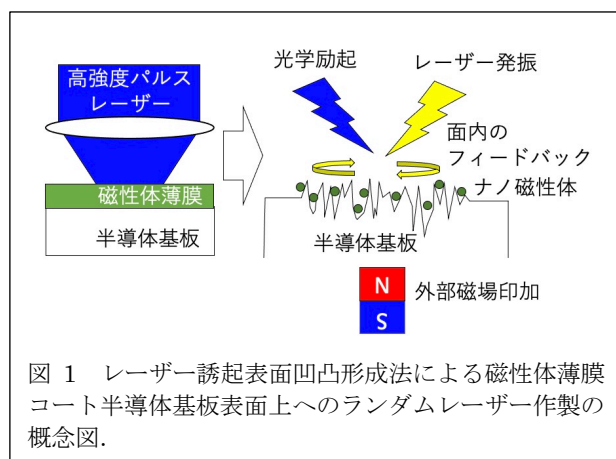 高強度パルス
レーザー
磁性体薄膜
半導体基板
光学励起
レーザー発振
面内の
フィードバック
ナノ磁性体
半導体基板
N
S
外部磁場印加
図 1 レーザー誘起表面凹凸形成法による磁性体薄膜
コート半導体基板表面上へのランダムレーザー作製の
概念図.